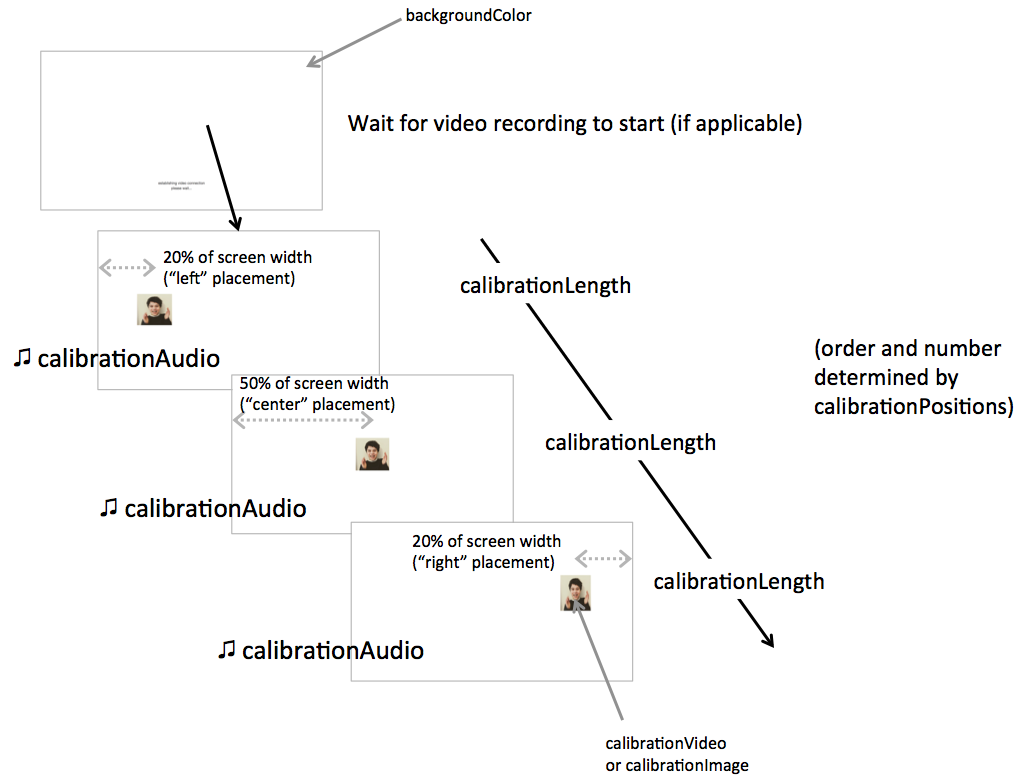 backgroundColor
Wait for video recording to start (if applicable)
establishing video connection
please wait...
20% of screen width
(“left” placement)
calibrationLength
♫ calibrationAudio
(order and number
determined by
calibrationPositions)
50% of screen width
(“center” placement)
calibrationLength
♫ calibrationAudio
20% of screen width
(“right” placement)
calibrationLength
♫ calibrationAudio
calibrationVideo
or calibrationImage